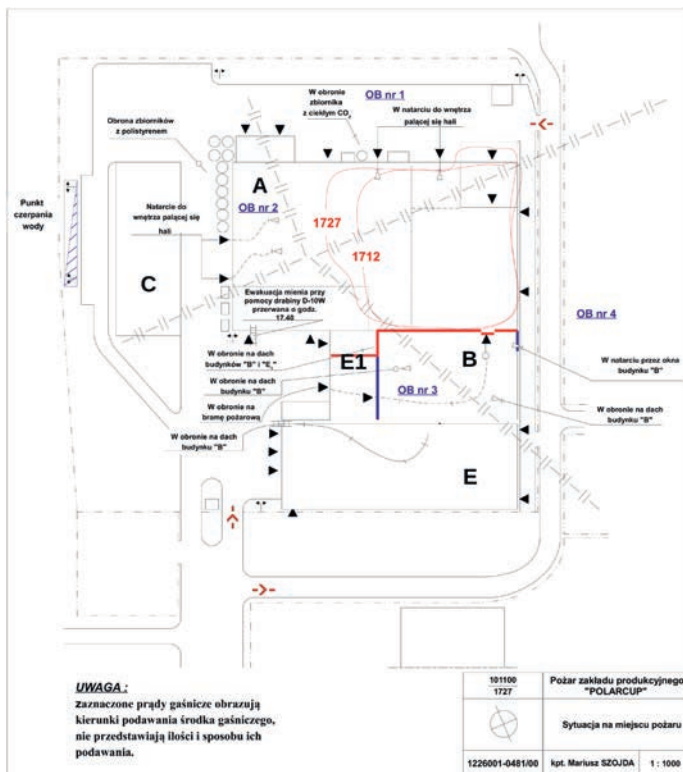 OB nr 1
W obronie
zbiornika
z ciekłym CO₂
W natarciu do wnętrza
palącej się hali
Obrona zbiorników
z polistyrenem
A
OB nr 2
Punkt
czerpania
wody
Natarcie do
wnętrza palącej się
hali
1727
1712
C
Ewakuacja mienia przy
pomocy drabiny D-10W
przerwana o godz.
17.40
OB nr 4
W obronie na dach
budynków "B" i "E₁"
E1
B
W natarciu przez okna
budynku "B"
W obronie na dach
budynku "B"
OB nr 3
W obronie na
bramę pożarową
W obronie na dach
budynku "B"
W obronie na dach
budynku "B"
E
UWAGA :
zaznaczone prądy gaśnicze obrazują
kierunki podawania środka gaśniczego,
nie przedstawiają ilości i sposobu ich
podawania.
101100
1727
Pożar zakładu produkcyjnego
"POLARCUP"
Sytuacja na miejscu pożaru
1226001-0481/00
kpt. Mariusz SZOJDA
1 : 1000